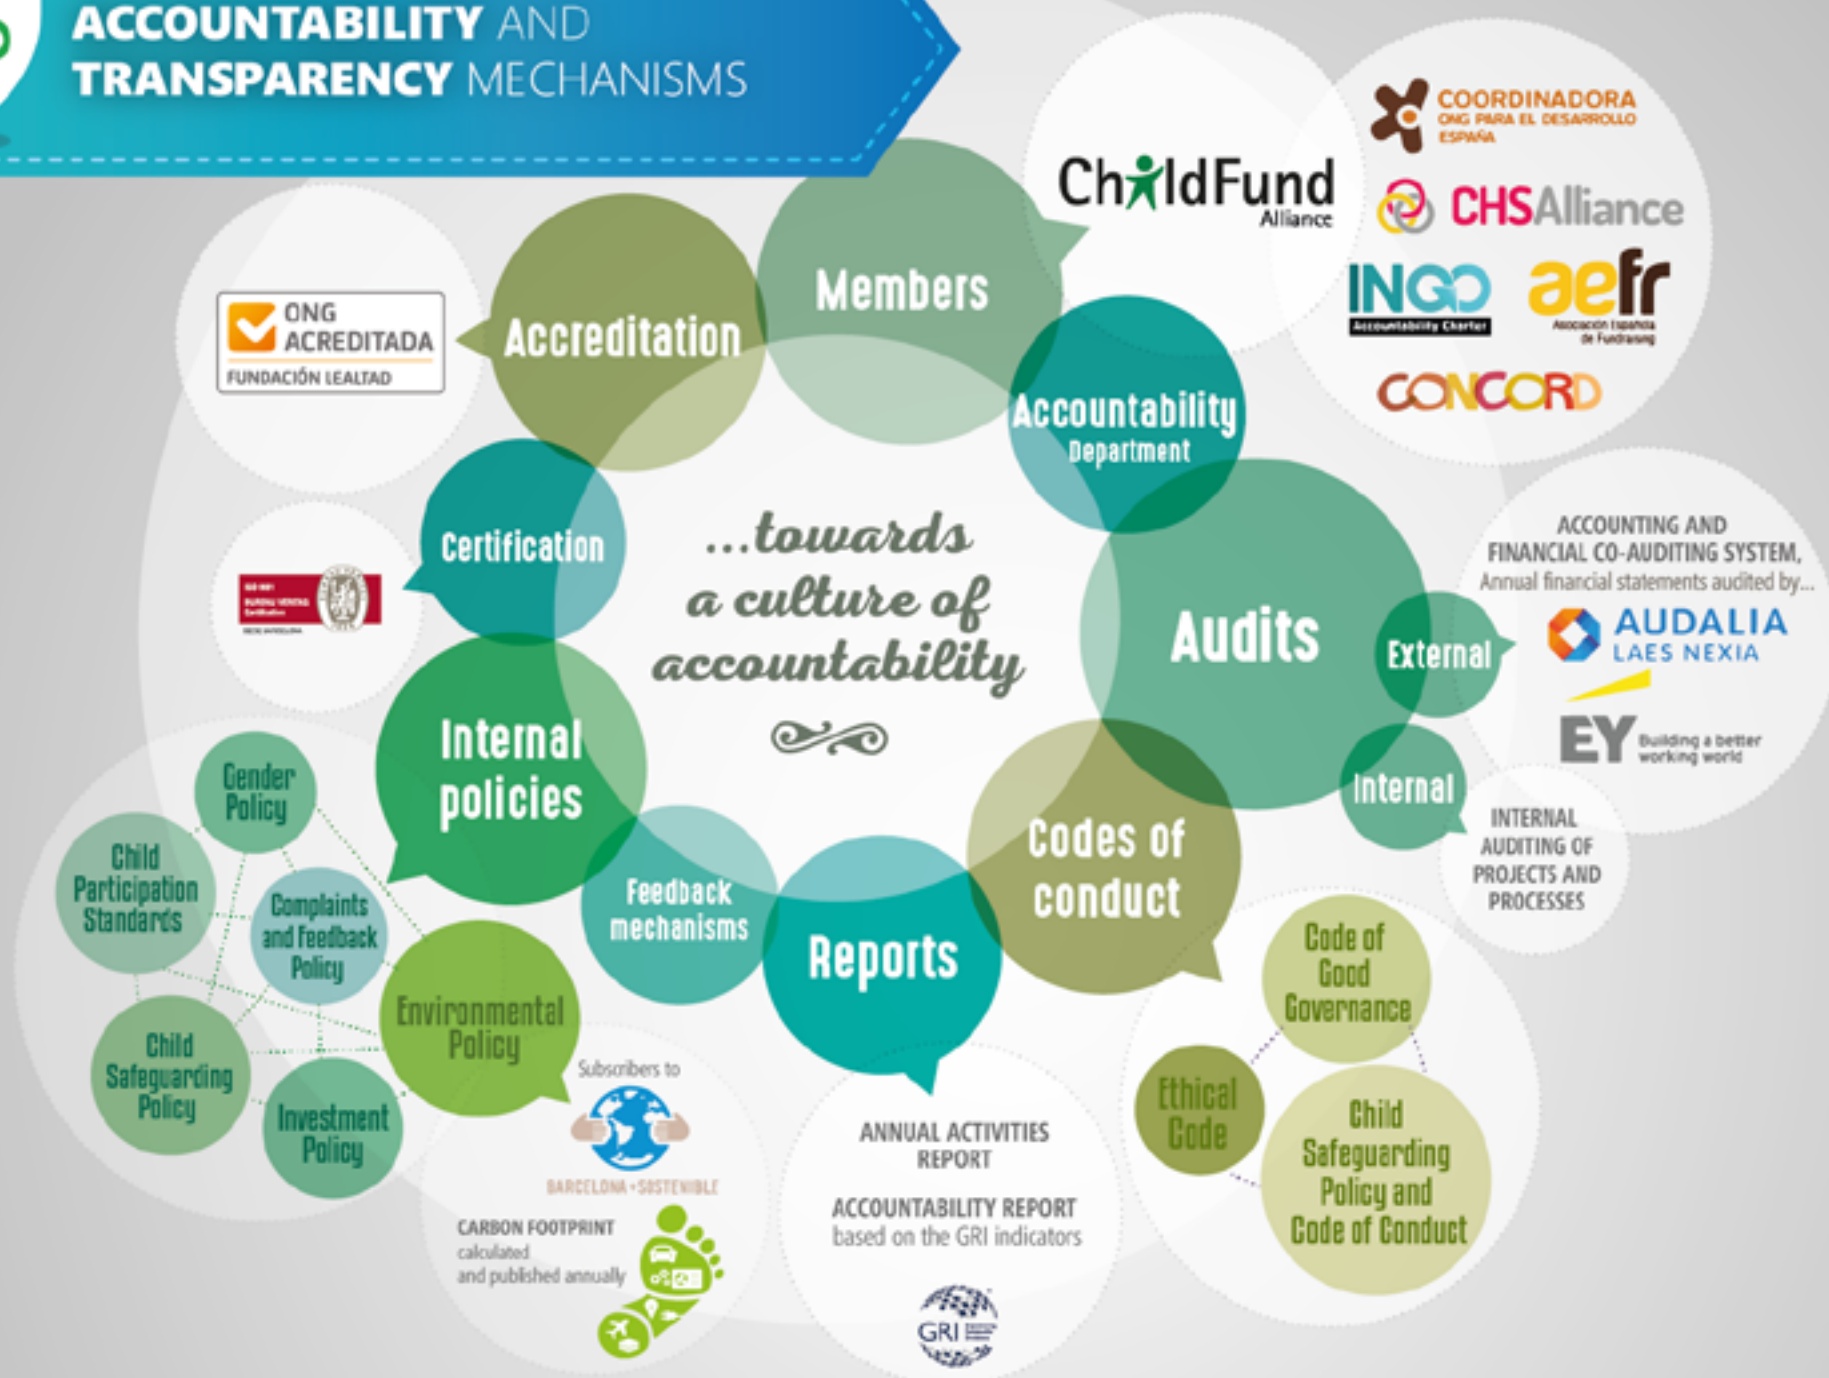 ACCOUNTABILITY AND
TRANSPARENCY MECHANISMS
ChildFund
Alliance
COORDINADORA
ONG PARA EL DESARROLLO
ESPAÑA
CHSAlliance
INGO
Accountability Charter
aefr
Asociación Española
de Fundraising
CONCORD
Members
Accreditation
ONG
ACREDITADA
FUNDACIÓN LEALTAD
Accountability
Department
Certification
ISO 9001
BUREAU VERITAS
Certification
...towards
a culture of
accountability
Audits
External
ACCOUNTING AND
FINANCIAL CO-AUDITING SYSTEM,
Annual financial statements audited by...
AUDALIA
LAES NEXIA
EY
Building a better
working world
Internal
INTERNAL
AUDITING OF
PROJECTS AND
PROCESSES
Internal
policies
Gender
Policy
Child
Participation
Standards
Complaints
and Feedback
Policy
Child
Safeguarding
Policy
Investment
Policy
Environmental
Policy
Subscribers to
BARCELONA + SOSTENIBLE
CARBON FOOTPRINT
calculated
and published annually
Feedback
mechanisms
Reports
ANNUAL ACTIVITIES
REPORT
ACCOUNTABILITY REPORT
based on the GRI indicators
GRI
Codes of
conduct
Code of
Good
Governance
Ethical
Code
Child
Safeguarding
Policy and
Code of Conduct